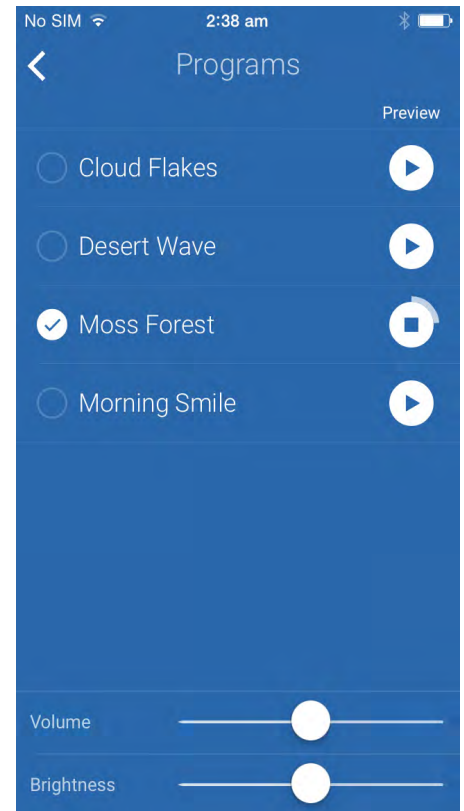 No SIM 2:38 am
Programs
Preview
Cloud Flakes
Desert Wave
Moss Forest
Morning Smile
Volume
Brightness